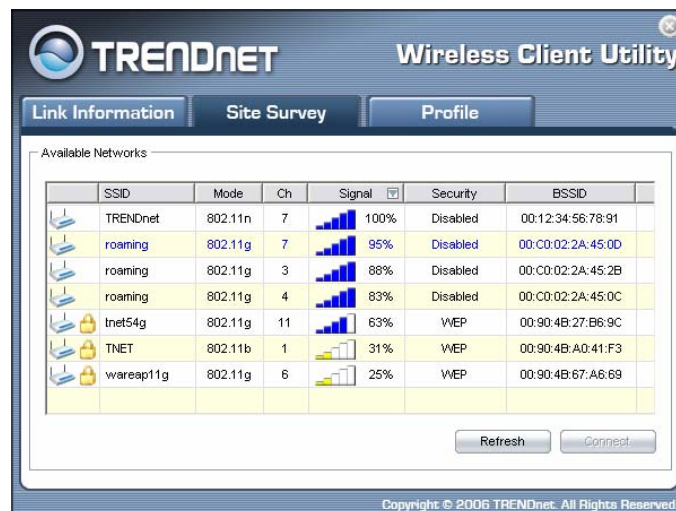 TRENDNET
Wireless Client Utility
Link Information Site Survey Profile
Available Networks
SSID Mode Ch Signal Security BSSID
TRENDnet 802.11n 7 100% Disabled 00:12:34:56:78:91
roaming 802.11g 7 95% Disabled 00:C0:02:2A:45:0D
roaming 802.11g 3 88% Disabled 00:C0:02:2A:45:2B
roaming 802.11g 4 83% Disabled 00:C0:02:2A:45:0C
tnet54g 802.11g 11 63% WEP 00:90:4B:27:B6:9C
TNET 802.11b 1 31% WEP 00:90:4B:A0:41:F3
wareap11g 802.11g 6 25% WEP 00:90:4B:67:A6:69
Refresh Connect
Copyright © 2006 TRENDnet. All Rights Reserved